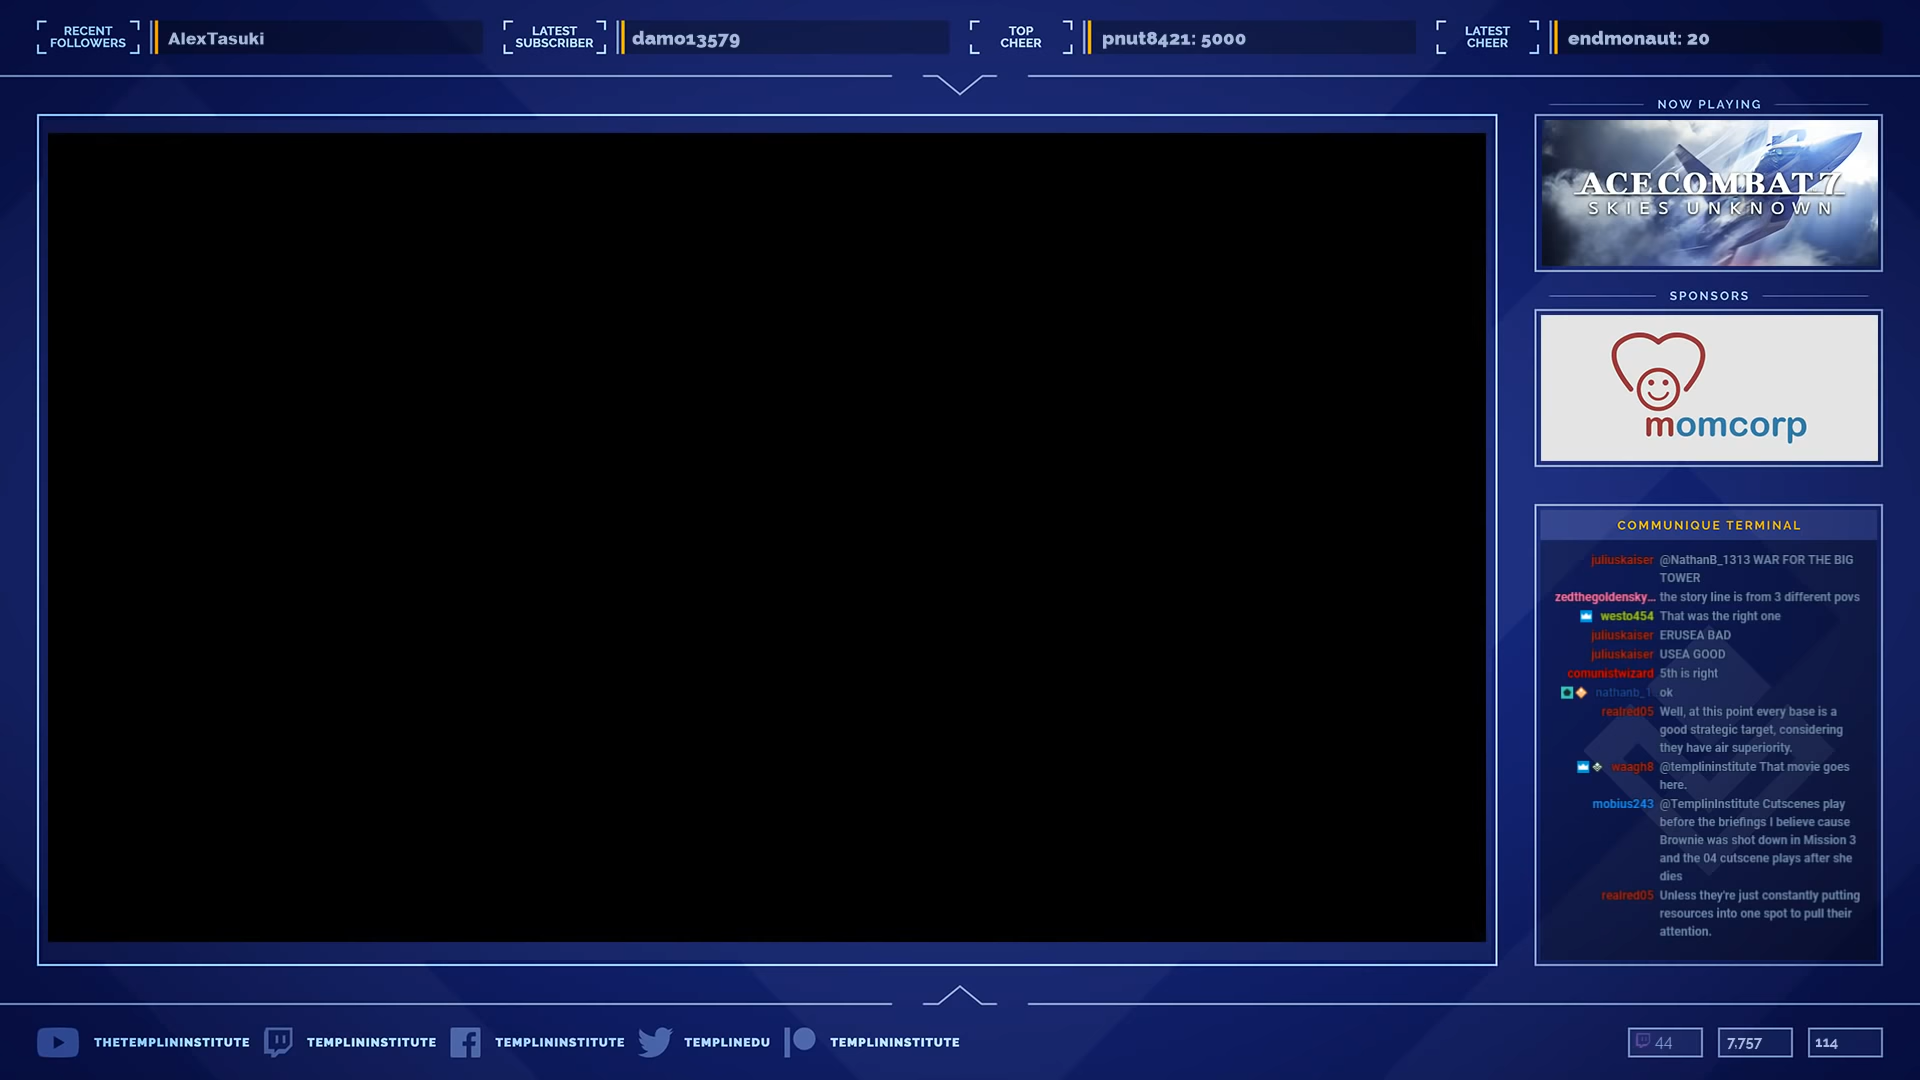 RECENT
FOLLOWERS
AlexTasuki
LATEST
SUBSCRIBER
damo13579
TOP
CHEER
pnut8421: 5000
LATEST
CHEER
endmonaut: 20
NOW PLAYING
ACE COMBAT 7
SKIES UNKNOWN
SPONSORS
momcorp
COMMUNIQUE TERMINAL
juliuskaiser @NathanB_1313 WAR FOR THE BIG
TOWER
zedthegoldensky... the story line is from 3 different povs
westo454 That was the right one
juliuskaiser ERUSEA BAD
juliuskaiser USEA GOOD
comunistwizard 5th is right
nathanb_1... ok
realred05 Well, at this point every base is a
good strategic target, considering
they have air superiority.
waagh8 @templininstitute That movie goes
here.
mobius243 @TemplinInstitute Cutscenes play
before the briefings I believe cause
Brownie was shot down in Mission 3
and the 04 cutscene plays after she
dies
realred05 Unless they're just constantly putting
resources into one spot to pull their
attention.
THETEMPLININSTITUTE
TEMPLININSTITUTE
TEMPLININSTITUTE
TEMPLINEDU
TEMPLININSTITUTE
44
7,757
114